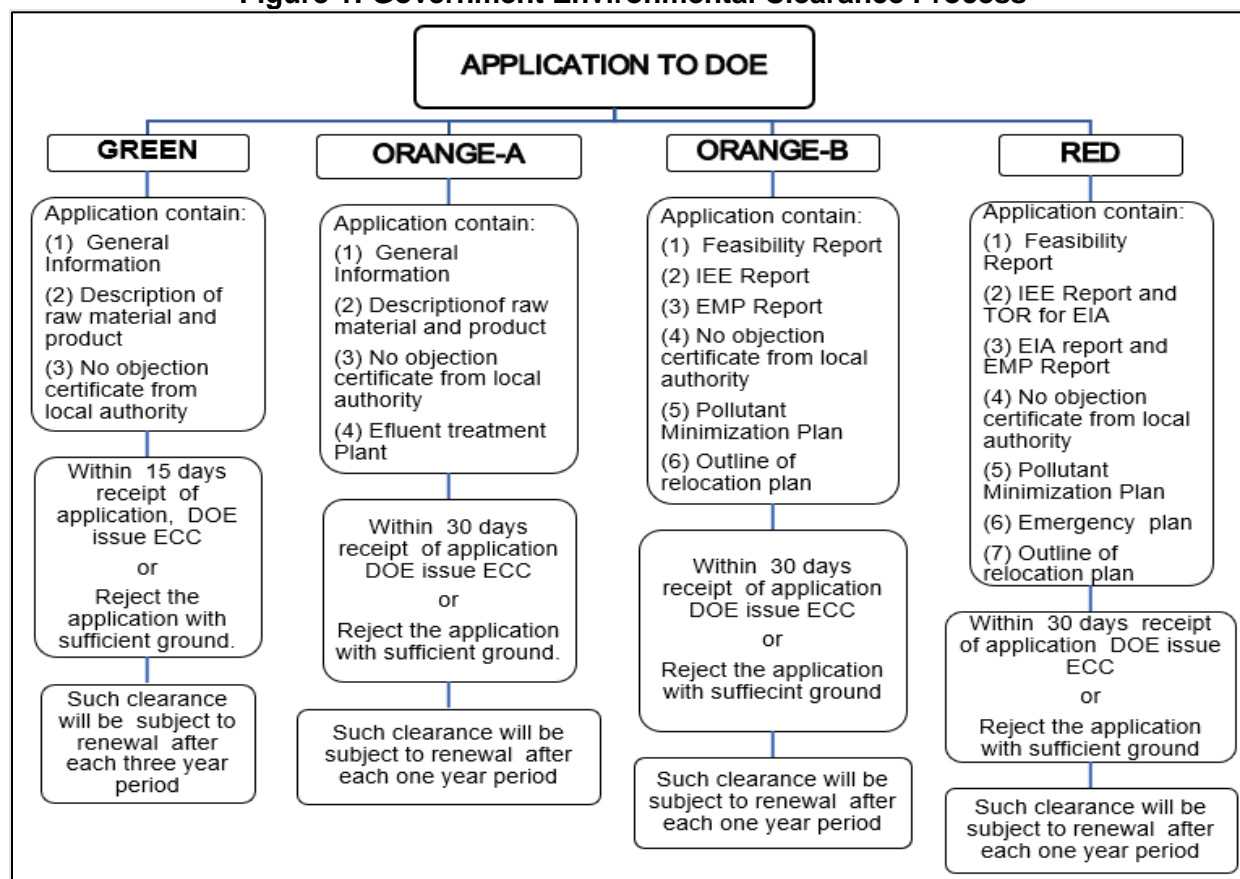 Figure 1: Government Environmental Clearance Process
APPLICATION TO DOE
GREEN
Application contain:
(1) General
Information
(2) Description of
raw material and
product
(3) No objection
certificate from
local authority
Within 15 days
receipt of
application, DOE
issue ECC
or
Reject the
application with
sufficient ground.
Such clearance
will be subject to
renewal after
each three year
period
ORANGE-A
Application contain:
(1) General
Information
(2) Descriptionof raw
material and product
(3) No objection
certificate from local
authority
(4) Efluent treatment
Plant
Within 30 days
receipt of application
DOE issue ECC
or
Reject the application
with sufficient ground.
Such clearance will be
subject to renewal after
each one year period
ORANGE-B
Application contain:
(1) Feasibility Report
(2) IEE Report
(3) EMP Report
(4) No objection
certificate from local
authority
(5) Pollutant
Minimization Plan
(6) Outline of
relocation plan
Within 30 days
receipt of application
DOE issue ECC
or
Reject the application
with suffiecint ground
Such clearance will be
subject to renewal after
each one year period
RED
Application contain:
(1) Feasibility
Report
(2) IEE Report and
TOR for EIA
(3) EIA report and
EMP Report
(4) No objection
certificate from local
authority
(5) Pollutant
Minimization Plan
(6) Emergency plan
(7) Outline of
relocation plan
Within 30 days receipt
of application DOE issue
ECC
or
Reject the application
with sufficient ground
Such clearance will be
subject to renewal after
each one year period